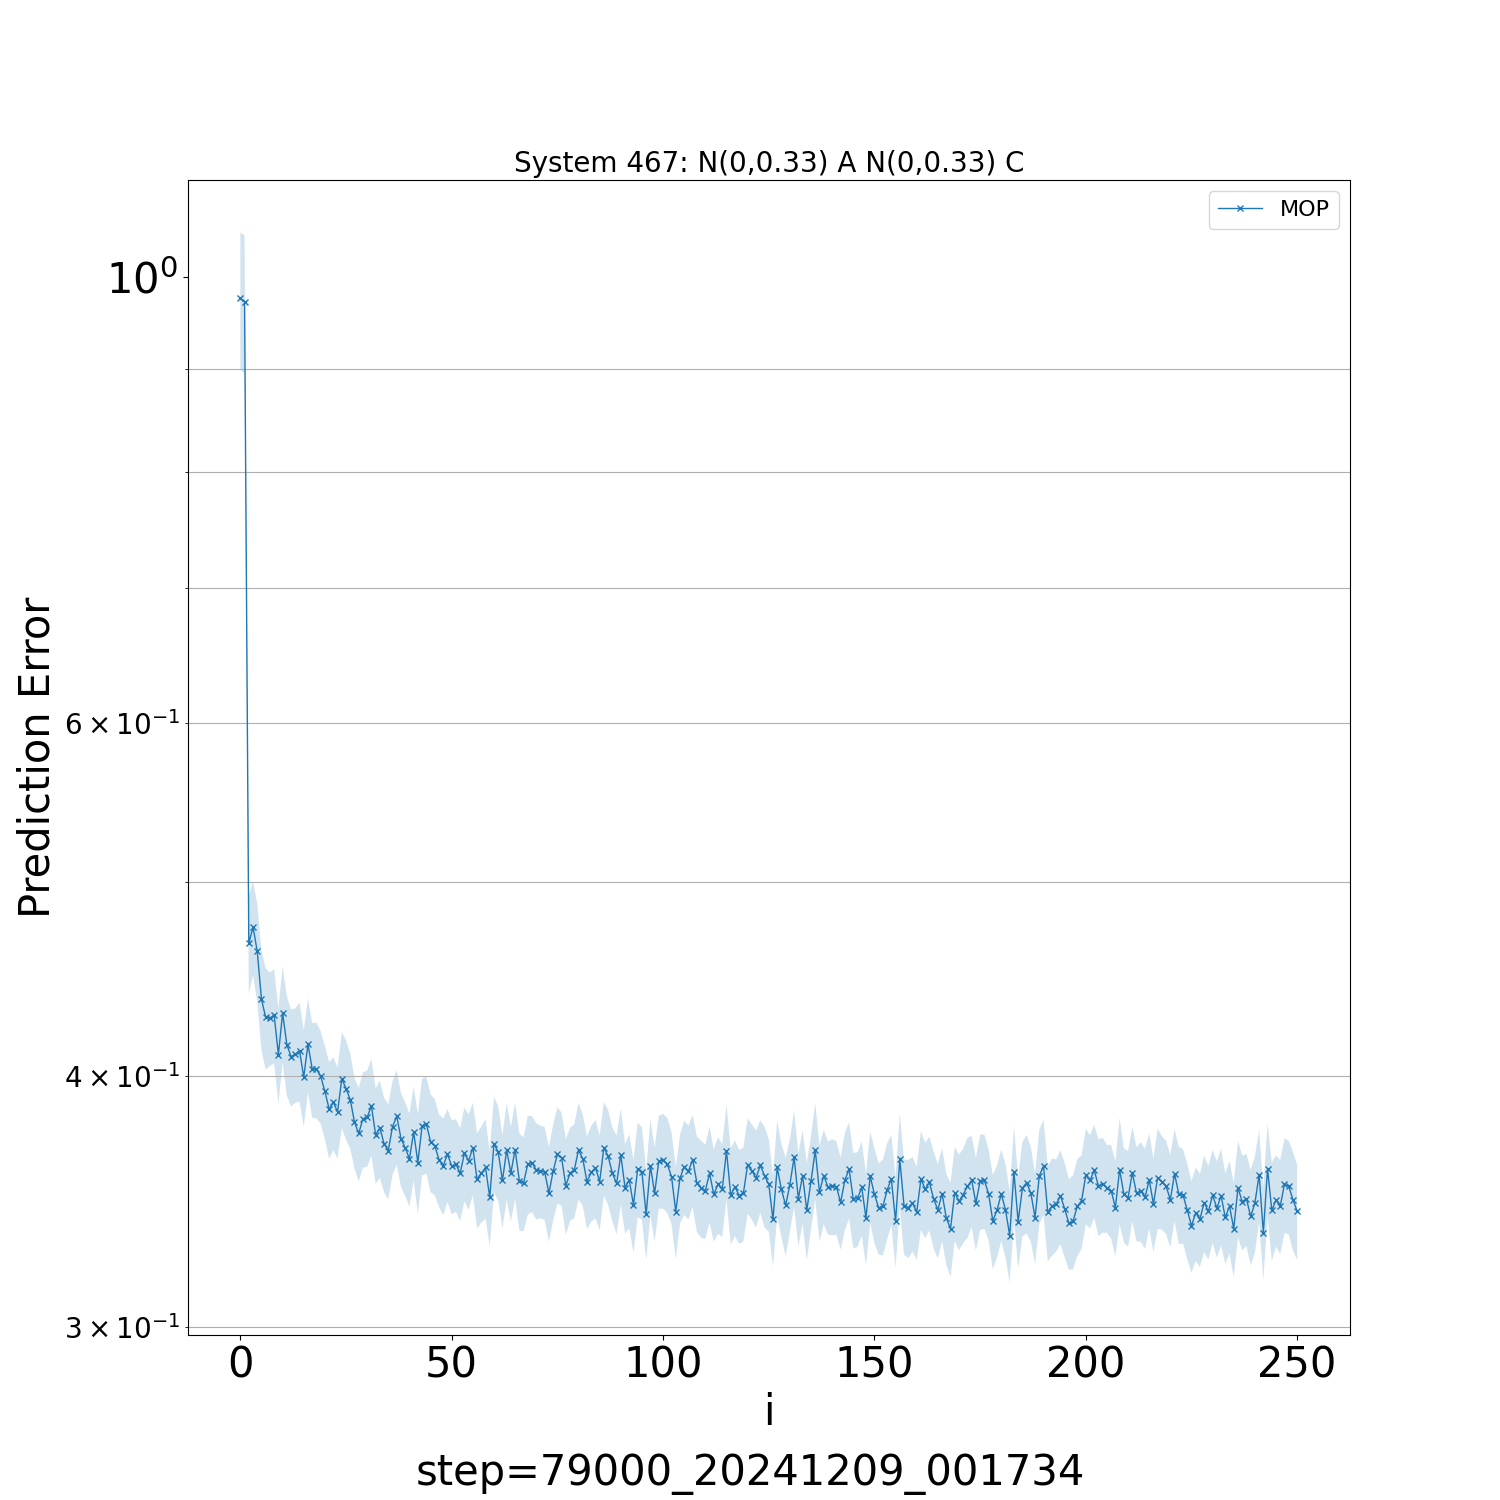 System 467: N(0,0.33) A N(0,0.33) C
MOP
10⁰
6 × 10⁻¹
4 × 10⁻¹
3 × 10⁻¹
Prediction Error
0 50 100 150 200 250
i
step=79000_20241209_001734